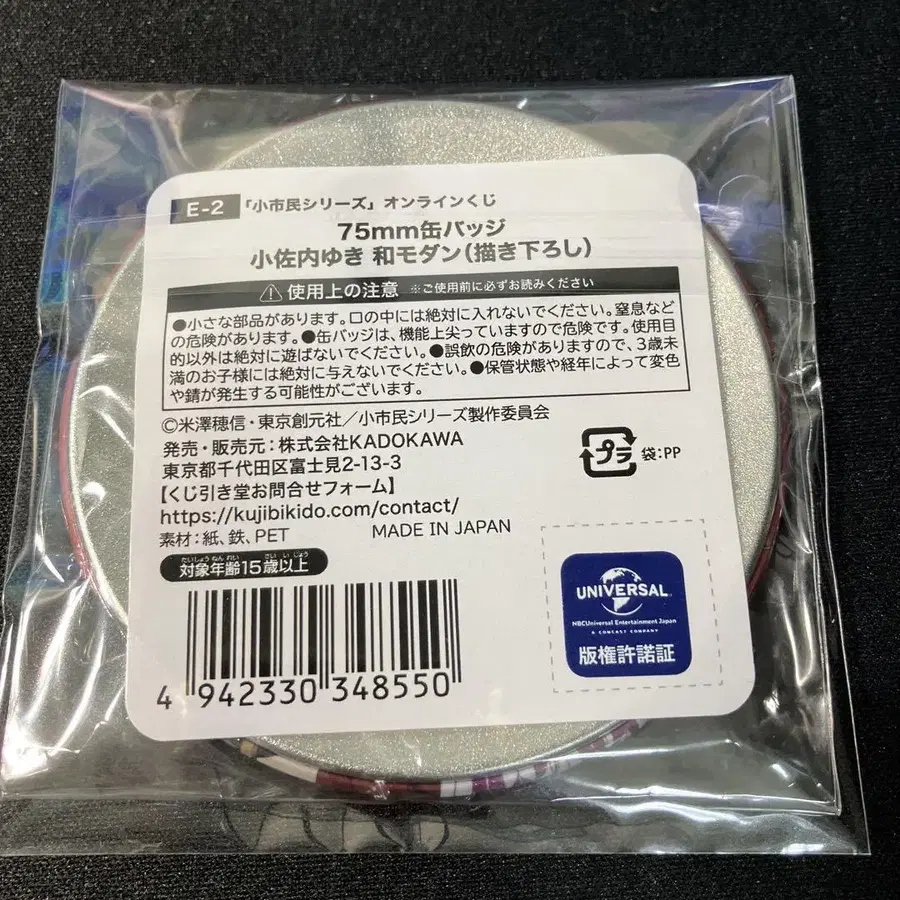 E-2 「小市民シリーズ」オンラインくじ
75mm缶バッジ
小佐内ゆき 和モダン(描き下ろし)
使用上の注意 ※ご使用前に必ずお読みください
●小さな部品があります。口の中には絶対に入れないでください。窒息など
の危険があります。●缶バッジは、機能上尖っていますので危険です。使用目
的以外は絶対に遊ばないでください。●誤飲の危険がありますので、3歳未
満のお子様には絶対に与えないでください。●保管状態や経年によって変色
や錆が発生する可能性がございます。
©米澤穂信・東京創元社/小市民シリーズ製作委員会
発売・販売元:株式会社KADOKAWA
東京都千代田区富士見2-13-3
【くじ引き堂お問合せフォーム】
https://kujibikido.com/contact/
素材:紙、鉄、PET MADE IN JAPAN
プラ 袋:PP
たいしょうねんれい さいいじょう
対象年齢15歳以上
4 942330 348550
UNIVERSAL
NBCUniversal Entertainment Japan
A COMCAST COMPANY
版権許諾証